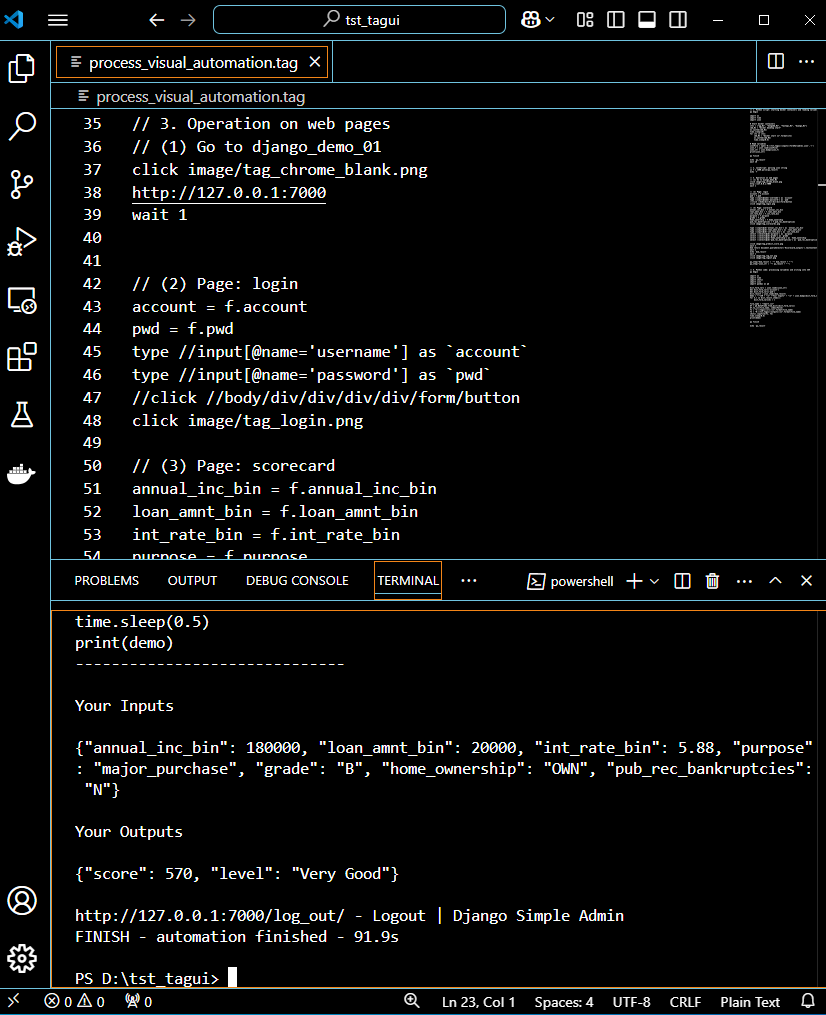 tst_tagui
process_visual_automation.tag
process_visual_automation.tag
35 // 3. Operation on web pages
36 // (1) Go to django_demo_01
37 click image/tag_chrome_blank.png
38 http://127.0.0.1:7000
39 wait 1
40
41
42 // (2) Page: login
43 account = f.account
44 pwd = f.pwd
45 type //input[@name='username'] as `account`
46 type //input[@name='password'] as `pwd`
47 //click //body/div/div/div/div/form/button
48 click image/tag_login.png
49
50 // (3) Page: scorecard
51 annual_inc_bin = f.annual_inc_bin
52 loan_amnt_bin = f.loan_amnt_bin
53 int_rate_bin = f.int_rate_bin
54 purpose = f.purpose
PROBLEMS OUTPUT DEBUG CONSOLE TERMINAL ··· powershell
time.sleep(0.5)
print(demo)
------------------------------
Your Inputs
{"annual_inc_bin": 180000, "loan_amnt_bin": 20000, "int_rate_bin": 5.88, "purpose"
: "major_purchase", "grade": "B", "home_ownership": "OWN", "pub_rec_bankruptcies":
"N"}
Your Outputs
{"score": 570, "level": "Very Good"}
http://127.0.0.1:7000/log_out/ - Logout | Django Simple Admin
FINISH - automation finished - 91.9s
PS D:\tst_tagui>
0 0 0 Ln 23, Col 1 Spaces: 4 UTF-8 CRLF Plain Text